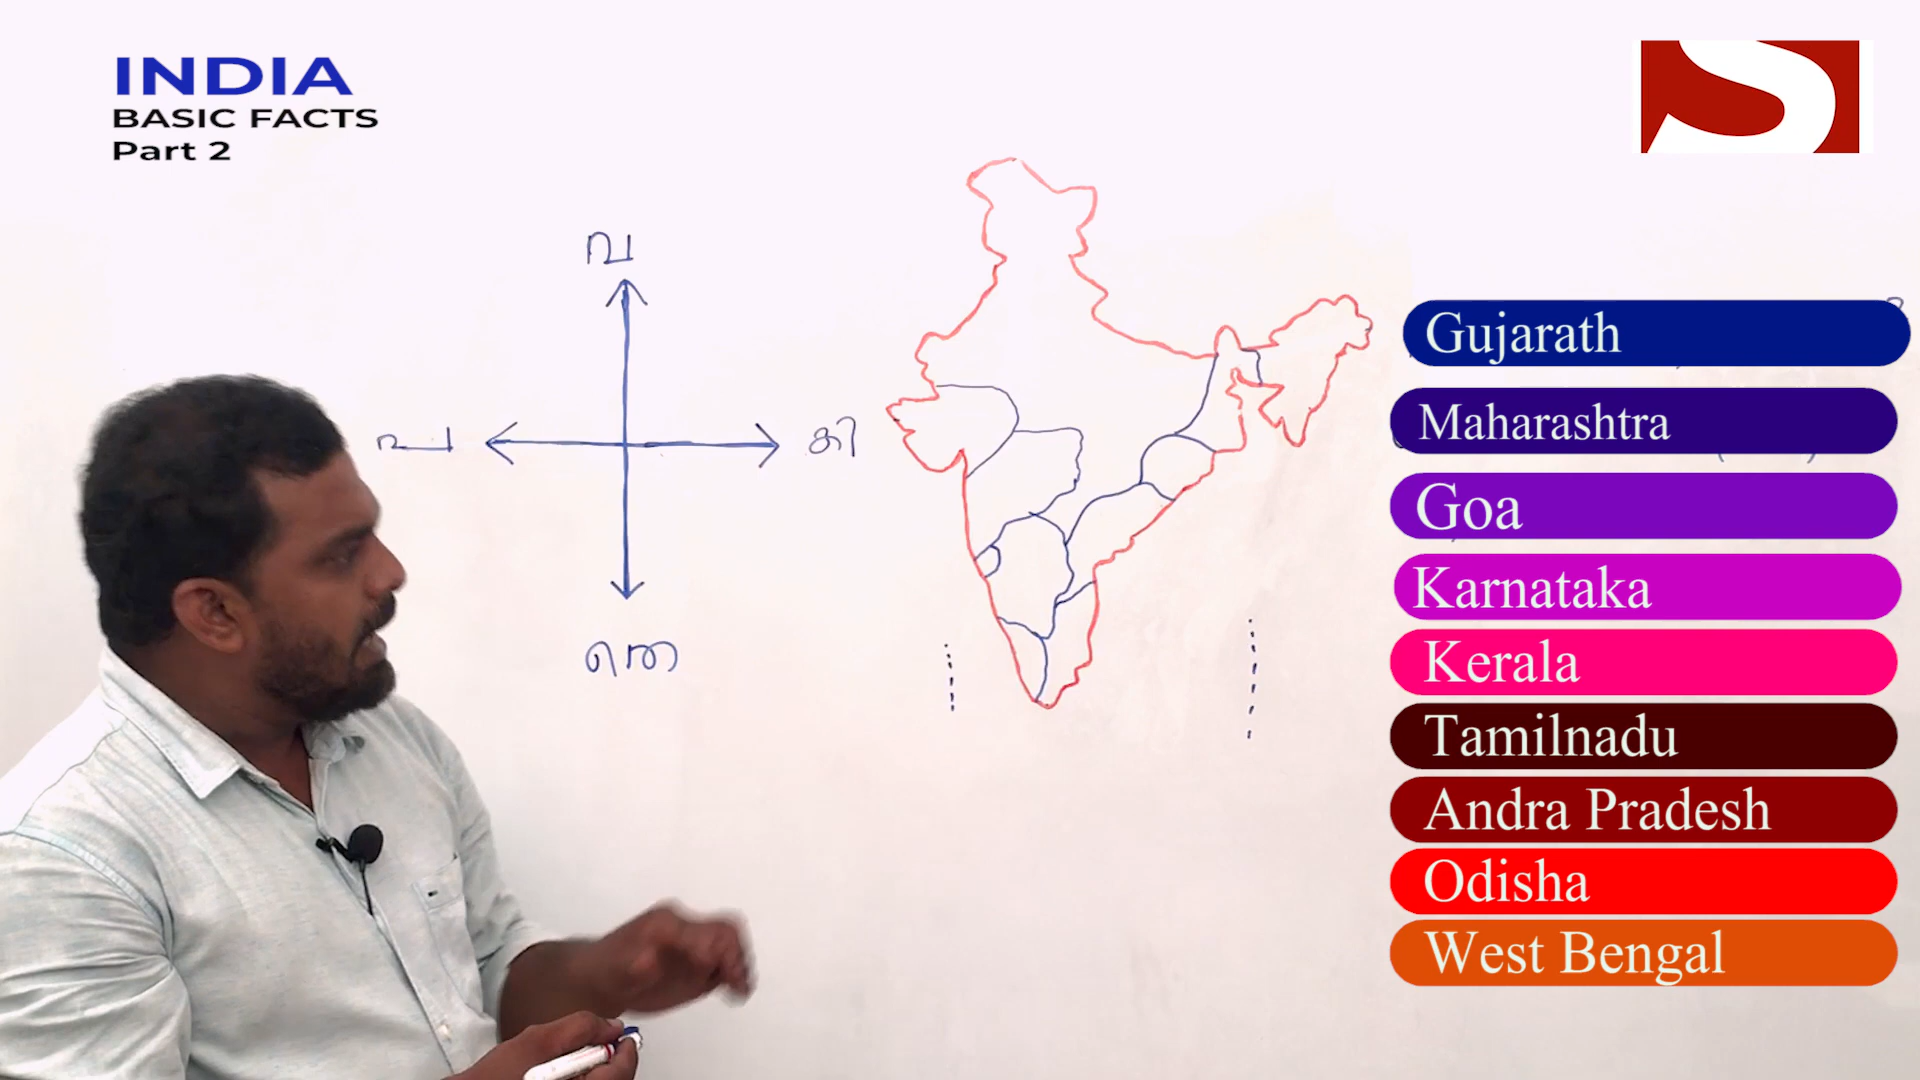 INDIA
BASIC FACTS
Part 2
വ
പ
കി
തെ
Gujarath
Maharashtra
Goa
Karnataka
Kerala
Tamilnadu
Andra Pradesh
Odisha
West Bengal
S